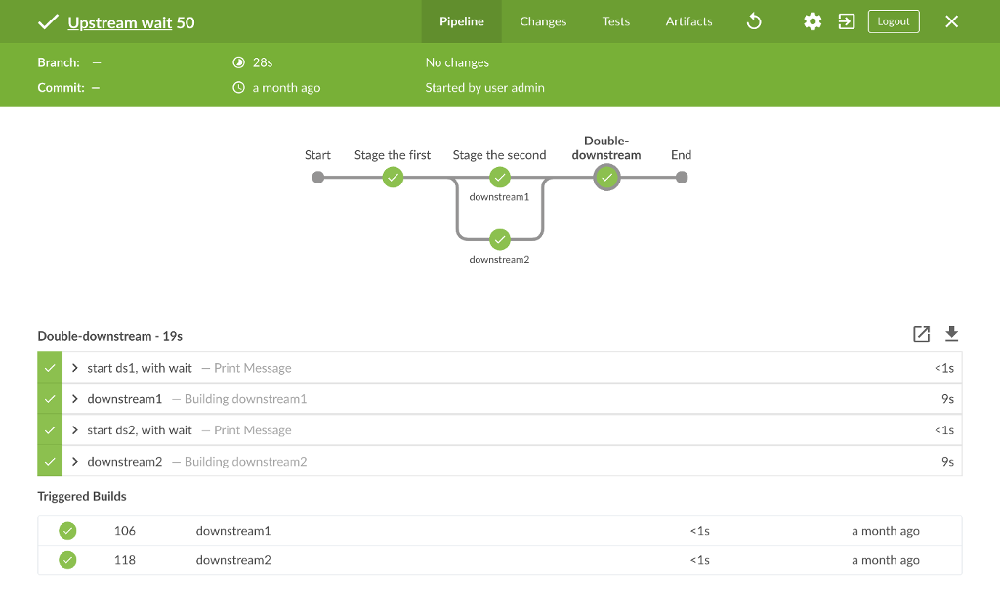 Upstream wait 50
Pipeline
Changes
Tests
Artifacts
Logout
Branch: —
28s
No changes
Commit: —
a month ago
Started by user admin
Start
Stage the first
Stage the second
Double-
downstream
End
downstream1
downstream2
Double-downstream - 19s
start ds1, with wait — Print Message <1s
downstream1 — Building downstream1 9s
start ds2, with wait — Print Message <1s
downstream2 — Building downstream2 9s
Triggered Builds
106 downstream1 <1s a month ago
118 downstream2 <1s a month ago